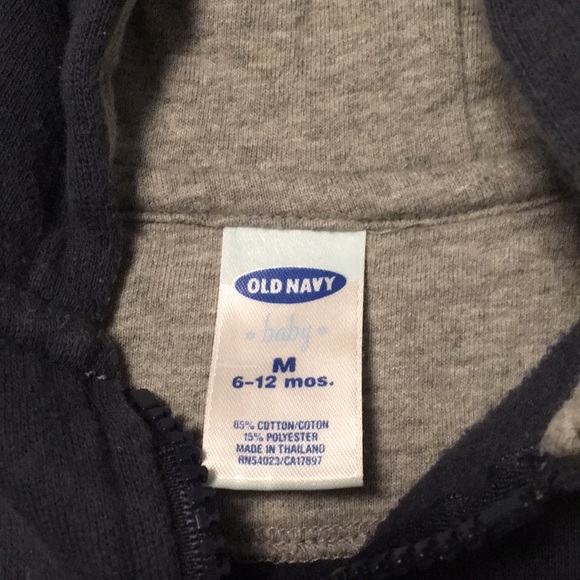 OLD NAVY
• baby •
M
6-12 mos.
85% COTTON/COTON
15% POLYESTER
MADE IN THAILAND
RN54023/CA17897